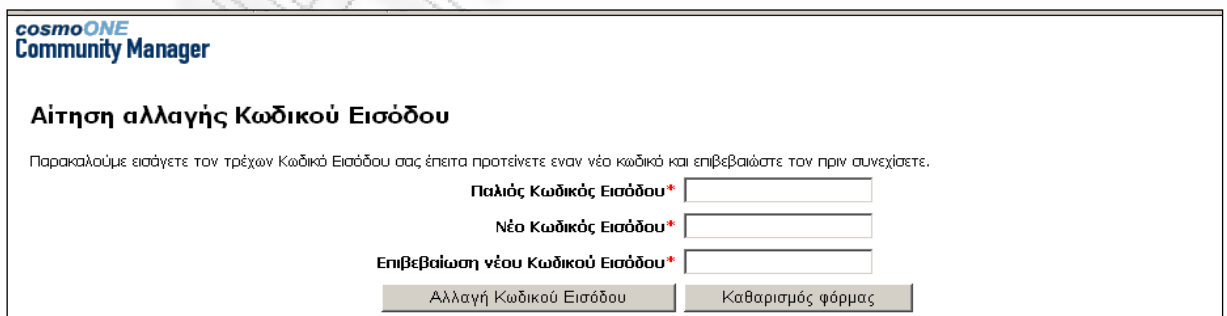 cosmoONE
Community Manager
Αίτηση αλλαγής Κωδικού Εισόδου
Παρακαλούμε εισάγετε τον τρέχων Κωδικό Εισόδου σας έπειτα προτείνετε εναν νέο κωδικό και επιβεβαιώστε τον πριν συνεχίσετε.
Παλιός Κωδικός Εισόδου*
Νέο Κωδικός Εισόδου*
Επιβεβαίωση νέου Κωδικού Εισόδου*
Αλλαγή Κωδικού Εισόδου Καθαρισμός φόρμας